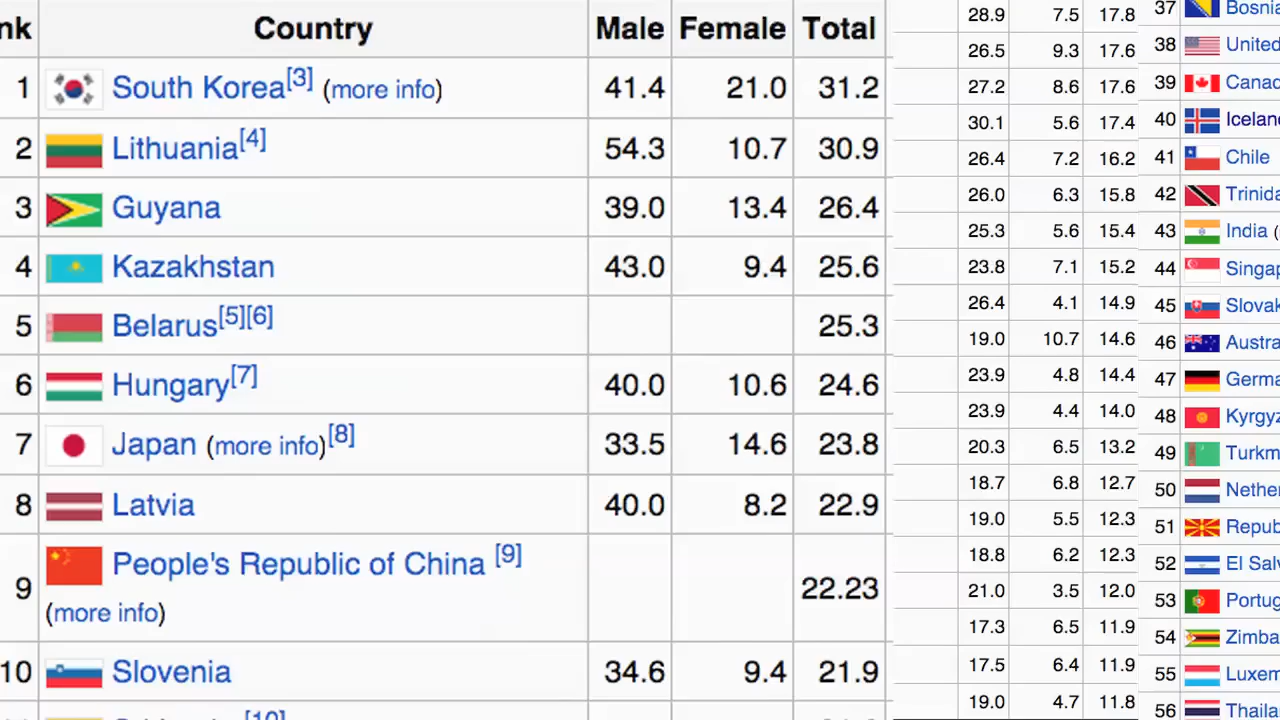 nk Country Male Female Total
1 South Korea[3] (more info) 41.4 21.0 31.2
2 Lithuania[4] 54.3 10.7 30.9
3 Guyana 39.0 13.4 26.4
4 Kazakhstan 43.0 9.4 25.6
5 Belarus[5][6] 25.3
6 Hungary[7] 40.0 10.6 24.6
7 Japan (more info)[8] 33.5 14.6 23.8
8 Latvia 40.0 8.2 22.9
9 People's Republic of China [9]
(more info) 22.23
10 Slovenia 34.6 9.4 21.9
[10]
28.9 7.5 17.8
26.5 9.3 17.6
27.2 8.6 17.6
30.1 5.6 17.4
26.4 7.2 16.2
26.0 6.3 15.8
25.3 5.6 15.4
23.8 7.1 15.2
26.4 4.1 14.9
19.0 10.7 14.6
23.9 4.8 14.4
23.9 4.4 14.0
20.3 6.5 13.2
18.7 6.8 12.7
19.0 5.5 12.3
18.8 6.2 12.3
21.0 3.5 12.0
17.3 6.5 11.9
17.5 6.4 11.9
19.0 4.7 11.8
37 Bosnia
38 United
39 Canad
40 Icelan
41 Chile
42 Trinida
43 India (
44 Singap
45 Slovak
46 Austra
47 Germa
48 Kyrgyz
49 Turkm
50 Nether
51 Repub
52 El Salv
53 Portug
54 Zimba
55 Luxem
56 Thaila